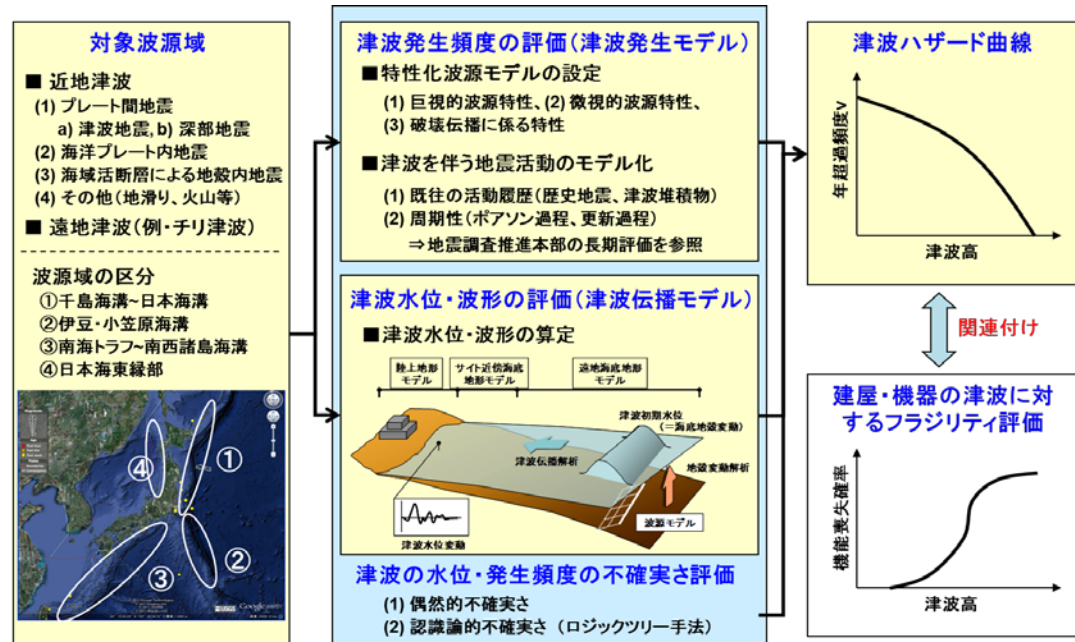 対象波源域
■ 近地津波
(1) プレート間地震
a) 津波地震, b) 深部地震
(2) 海洋プレート内地震
(3) 海域活断層による地殻内地震
(4) その他(地滑り、火山等)
■ 遠地津波(例・チリ津波)
波源域の区分
①千島海溝~日本海溝
②伊豆・小笠原海溝
③南海トラフ~南西諸島海溝
④日本海東縁部
①
④
②
③
USGS
Google
津波発生頻度の評価(津波発生モデル)
■ 特性化波源モデルの設定
(1) 巨視的波源特性、(2) 微視的波源特性、
(3) 破壊伝播に係る特性
■ 津波を伴う地震活動のモデル化
(1) 既往の活動履歴(歴史地震、津波堆積物)
(2) 周期性(ポアソン過程、更新過程)
⇒地震調査推進本部の長期評価を参照
津波水位・波形の評価(津波伝播モデル)
■津波水位・波形の算定
陸上地形
モデル
サイト近傍海底
地形モデル
遠地海底地形
モデル
津波初期水位
(=海底地殻変動)
津波伝播解析
地殻変動解析
波源モデル
津波水位変動
津波の水位・発生頻度の不確実さ評価
(1) 偶然的不確実さ
(2) 認識論的不確実さ (ロジックツリー手法)
津波ハザード曲線
年超過頻度ν
津波高
関連付け
建屋・機器の津波に対
するフラジリティ評価
機能喪失確率
津波高